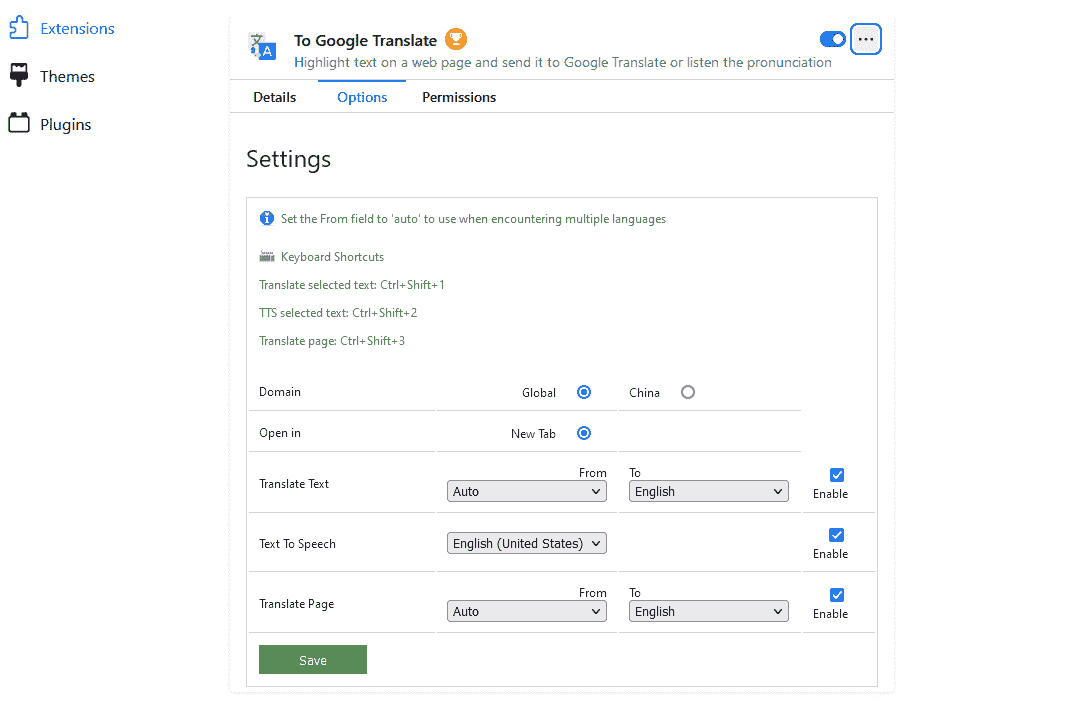 Extensions
Themes
Plugins
To Google Translate
Highlight text on a web page and send it to Google Translate or listen the pronunciation
Details Options Permissions
Settings
Set the From field to 'auto' to use when encountering multiple languages
Keyboard Shortcuts
Translate selected text: Ctrl+Shift+1
TTS selected text: Ctrl+Shift+2
Translate page: Ctrl+Shift+3
Domain Global China
Open in New Tab
From To
Translate Text Auto English Enable
Text To Speech English (United States) Enable
From To
Translate Page Auto English Enable
Save